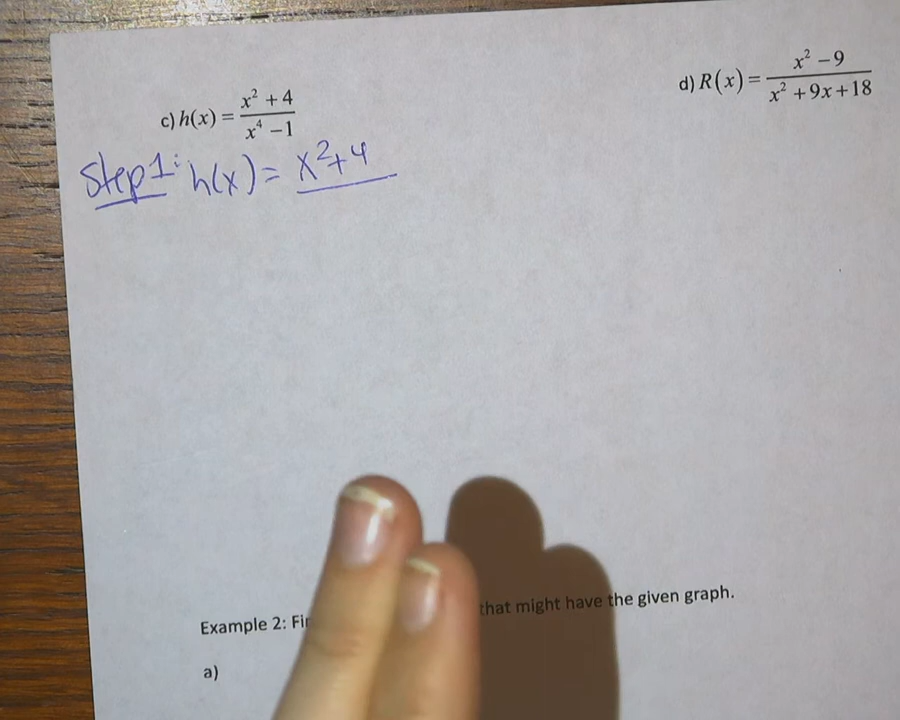 c) h(x) = (x² + 4)/(x⁴ − 1)
d) R(x) = (x² − 9)/(x² + 9x + 18)
Step 1: h(x) = x²+4
Example 2: that might have the given graph.
a)